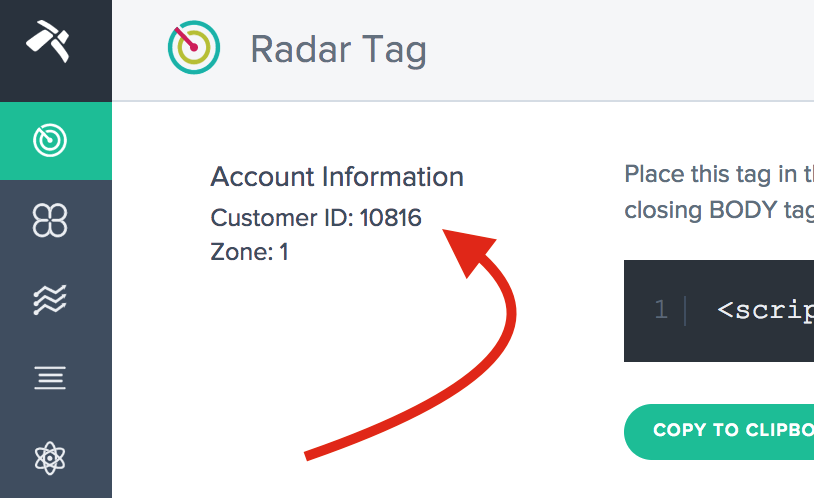 Radar Tag
Account Information
Customer ID: 10816
Zone: 1
Place this tag in
closing BODY tag
1 <scrip
COPY TO CLIPBO